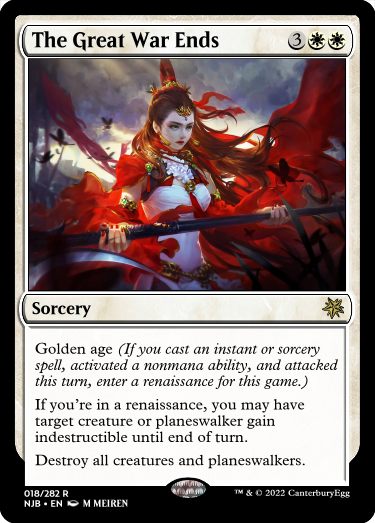 The Great War Ends 3
Sorcery
Golden age (If you cast an instant or sorcery
spell, activated a nonmana ability, and attacked
this turn, enter a renaissance for this game.)
If you're in a renaissance, you may have
target creature or planeswalker gain
indestructible until end of turn.
Destroy all creatures and planeswalkers.
018/282 R
NJB • EN M MEIREN ™ & © 2022 CanterburyEgg